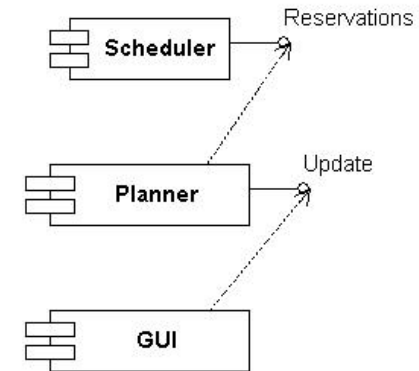 Reservations
Scheduler
Update
Planner
GUI